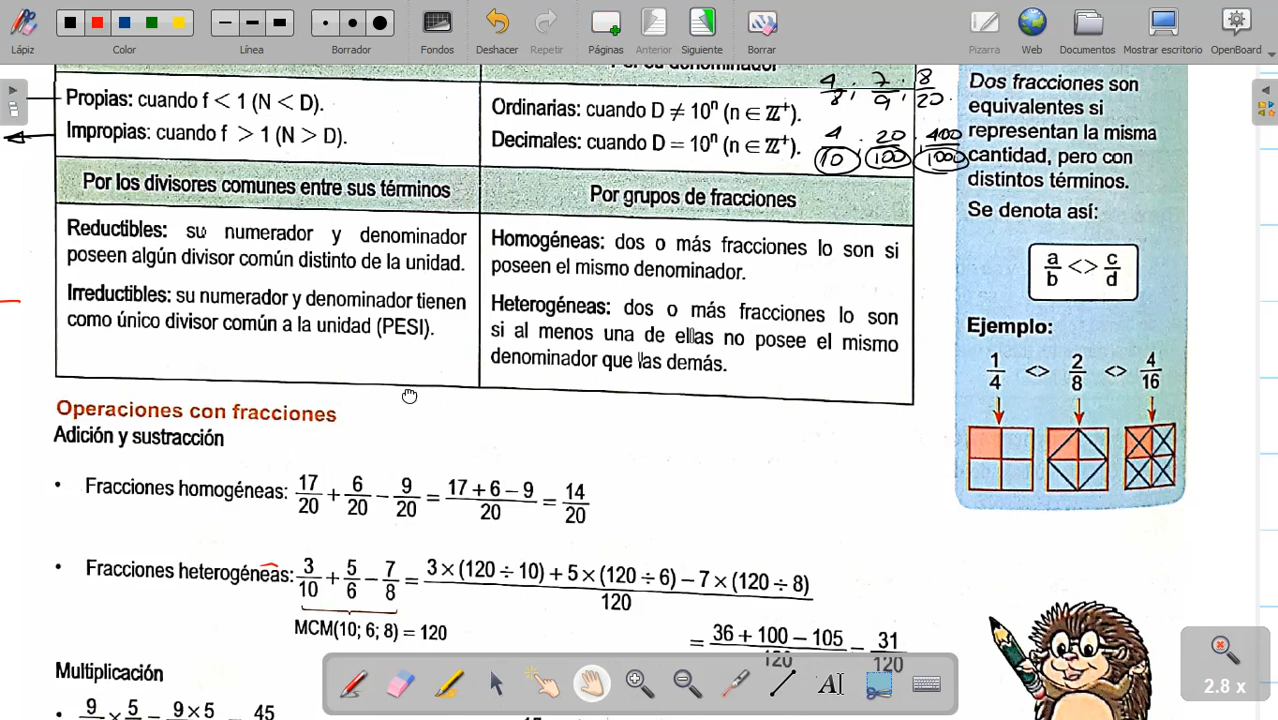 Lápiz
Color
Línea
Borrador
Fondos
Deshacer
Repetir
Páginas
Anterior
Siguiente
Borrar
Pizarra
Web
Documentos
Mostrar escritorio
OpenBoard
Propias: cuando f < 1 (N < D).
Impropias: cuando f > 1 (N > D).
Ordinarias: cuando D ≠ 10ⁿ (n ∈ ℤ⁺).
Decimales: cuando D = 10ⁿ (n ∈ ℤ⁺).
4/8, 7/9, 8/20.
4/10 . 20/100 . 400/1000
Por los divisores comunes entre sus términos
Por grupos de fracciones
Reductibles: su numerador y denominador
poseen algún divisor común distinto de la unidad.
Irreductibles: su numerador y denominador tienen
como único divisor común a la unidad (PESI).
Homogéneas: dos o más fracciones lo son si
poseen el mismo denominador.
Heterogéneas: dos o más fracciones lo son
si al menos una de ellas no posee el mismo
denominador que las demás.
Dos fracciones son
equivalentes si
representan la misma
cantidad, pero con
distintos términos.
Se denota así:
a/b <> c/d
Ejemplo:
1/4 <> 2/8 <> 4/16
Operaciones con fracciones
Adición y sustracción
• Fracciones homogéneas: 17/20 + 6/20 − 9/20 = (17 + 6 − 9)/20 = 14/20
• Fracciones heterogéneas: 3/10 + 5/6 − 7/8 = (3 × (120 ÷ 10) + 5 × (120 ÷ 6) − 7 × (120 ÷ 8))/120
MCM(10; 6; 8) = 120
= (36 + 100 − 105)/120 = 31/120
Multiplicación
• 9 × 5 = 9 × 5 = 45
2.8 x